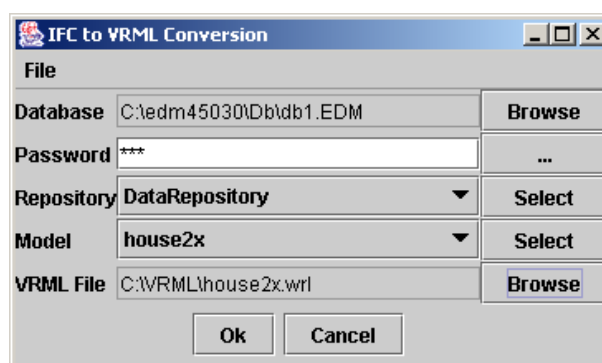 IFC to VRML Conversion
File
Database C:\edm45030\Db\db1.EDM Browse
Password *** ...
Repository DataRepository Select
Model house2x Select
VRML File C:\VRML\house2x.wrl Browse
Ok Cancel